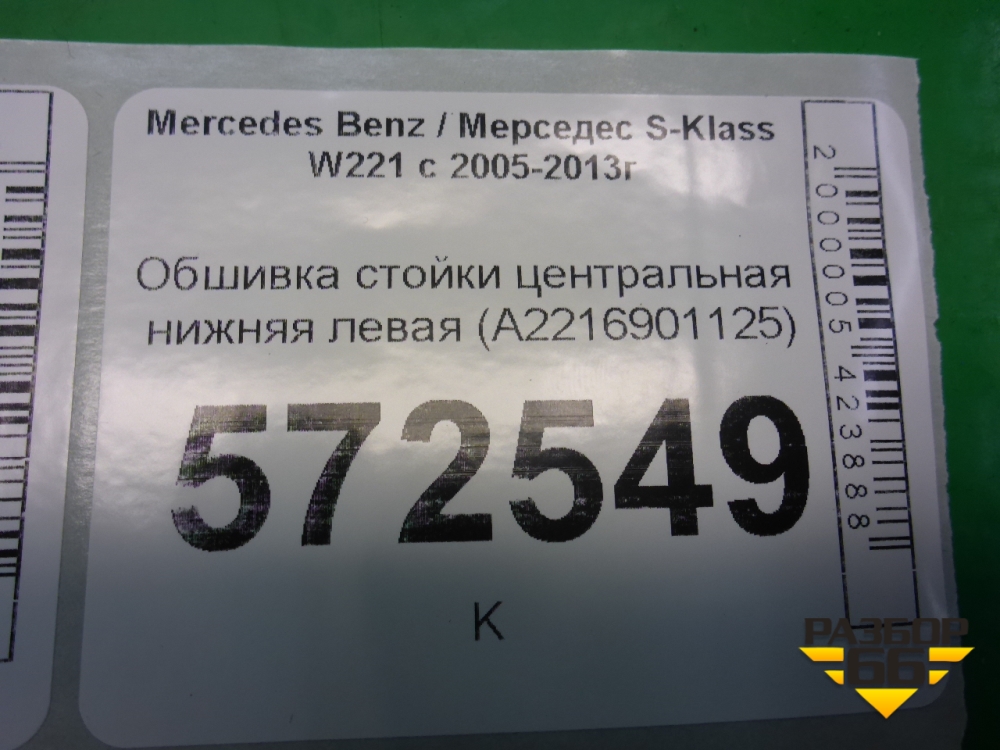 Mercedes Benz / Мерседес S-Klass
W221 с 2005-2013г
Обшивка стойки центральная
нижняя левая (A2216901125)
572549
К
2000005423888
РАЗБОР
66